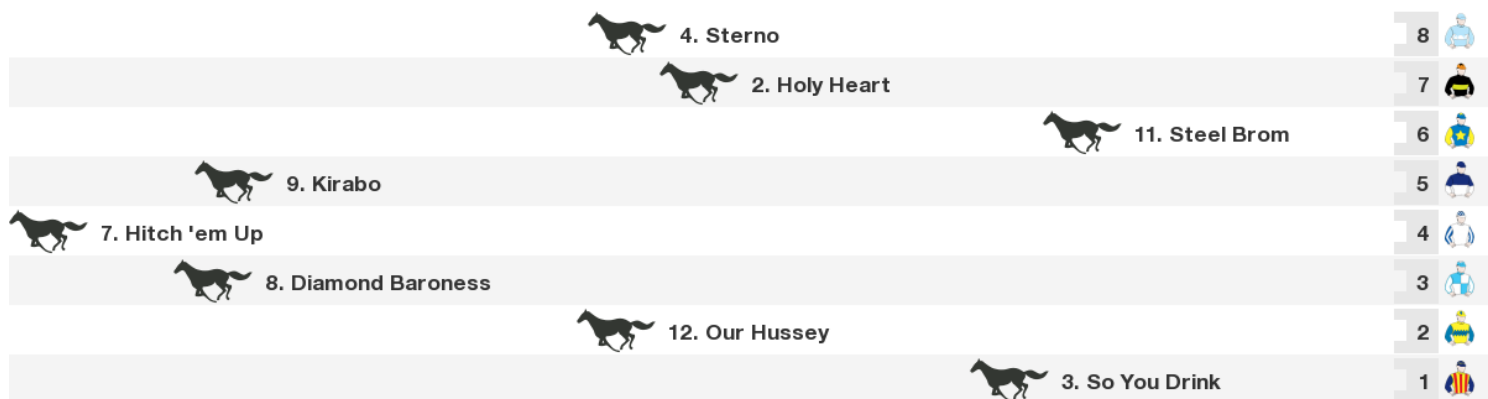 4. Sterno 8
2. Holy Heart 7
11. Steel Brom 6
9. Kirabo 5
7. Hitch 'em Up 4
8. Diamond Baroness 3
12. Our Hussey 2
3. So You Drink 1